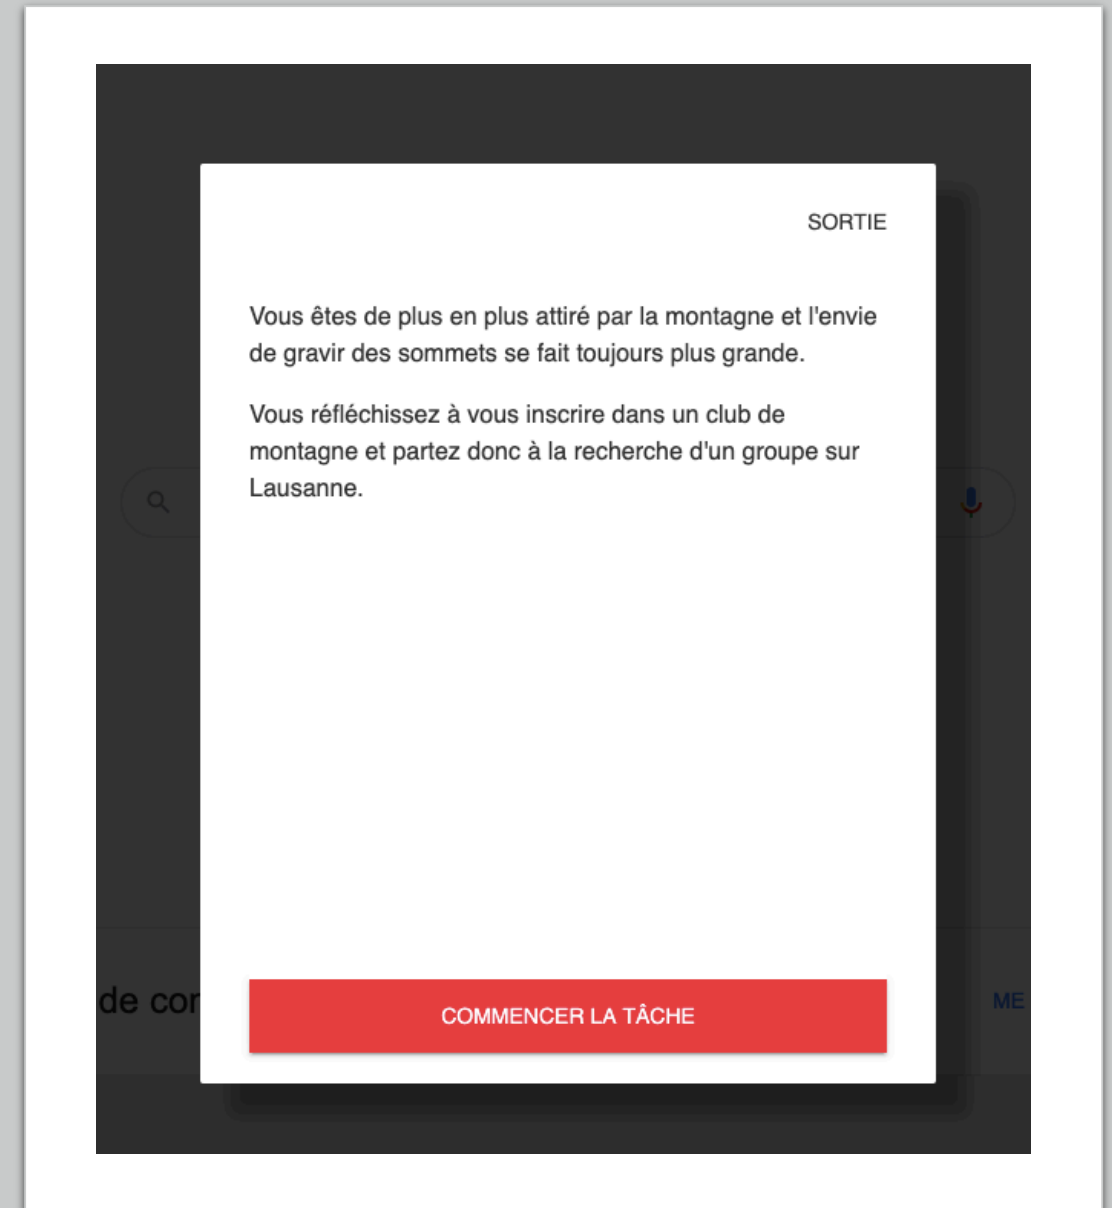 SORTIE
Vous êtes de plus en plus attiré par la montagne et l'envie
de gravir des sommets se fait toujours plus grande.
Vous réfléchissez à vous inscrire dans un club de
montagne et partez donc à la recherche d'un groupe sur
Lausanne.
de cor
ME
COMMENCER LA TÂCHE